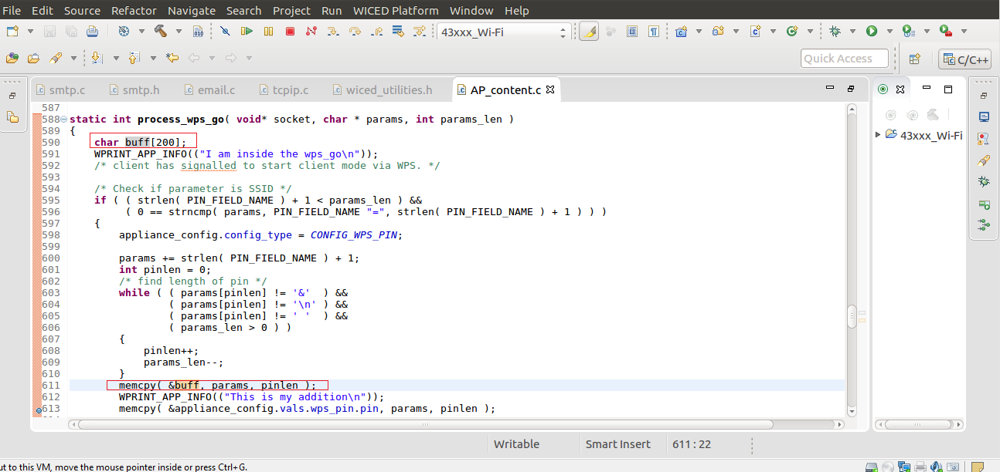 File Edit Source Refactor Navigate Search Project Run WICED Platform Window Help
010 43xxx_Wi-Fi
Quick Access C/C++
smtp.c smtp.h email.c tcpip.c wiced_utilities.h AP_content.c
43xxx_Wi-Fi
587
588 static int process_wps_go( void* socket, char * params, int params_len )
589 {
590 char buff[200];
591 WPRINT_APP_INFO(("I am inside the wps_go\n"));
592 /* client has signalled to start client mode via WPS. */
593
594 /* Check if parameter is SSID */
595 if ( ( strlen( PIN_FIELD_NAME ) + 1 < params_len ) &&
596 ( 0 == strncmp( params, PIN_FIELD_NAME "=", strlen( PIN_FIELD_NAME ) + 1 ) ) )
597 {
598 appliance_config.config_type = CONFIG_WPS_PIN;
599
600 params += strlen( PIN_FIELD_NAME ) + 1;
601 int pinlen = 0;
602 /* find length of pin */
603 while ( ( params[pinlen] != '&' ) &&
604 ( params[pinlen] != '\n' ) &&
605 ( params[pinlen] != ' ' ) &&
606 ( params_len > 0 ) )
607 {
608 pinlen++;
609 params_len--;
610 }
611 memcpy( &buff, params, pinlen );
612 WPRINT_APP_INFO(("This is my addition\n"));
613 memcpy( &appliance_config.vals.wps_pin.pin, params, pinlen );
Writable Smart Insert 611 : 22
ut to this VM, move the mouse pointer inside or press Ctrl+G.